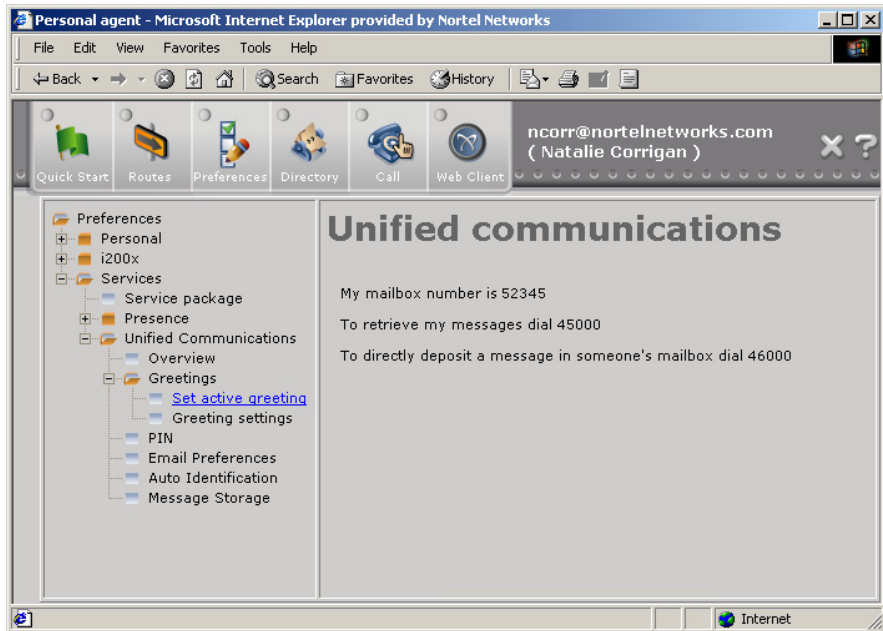 Personal agent - Microsoft Internet Explorer provided by Nortel Networks
File Edit View Favorites Tools Help
Back Search Favorites History
ncorr@nortelnetworks.com
( Natalie Corrigan )
Quick Start Routes Preferences Directory Call Web Client
Preferences
Personal
i200x
Services
Service package
Presence
Unified Communications
Overview
Greetings
Set active greeting
Greeting settings
PIN
Email Preferences
Auto Identification
Message Storage
Unified communications
My mailbox number is 52345
To retrieve my messages dial 45000
To directly deposit a message in someone's mailbox dial 46000
Internet